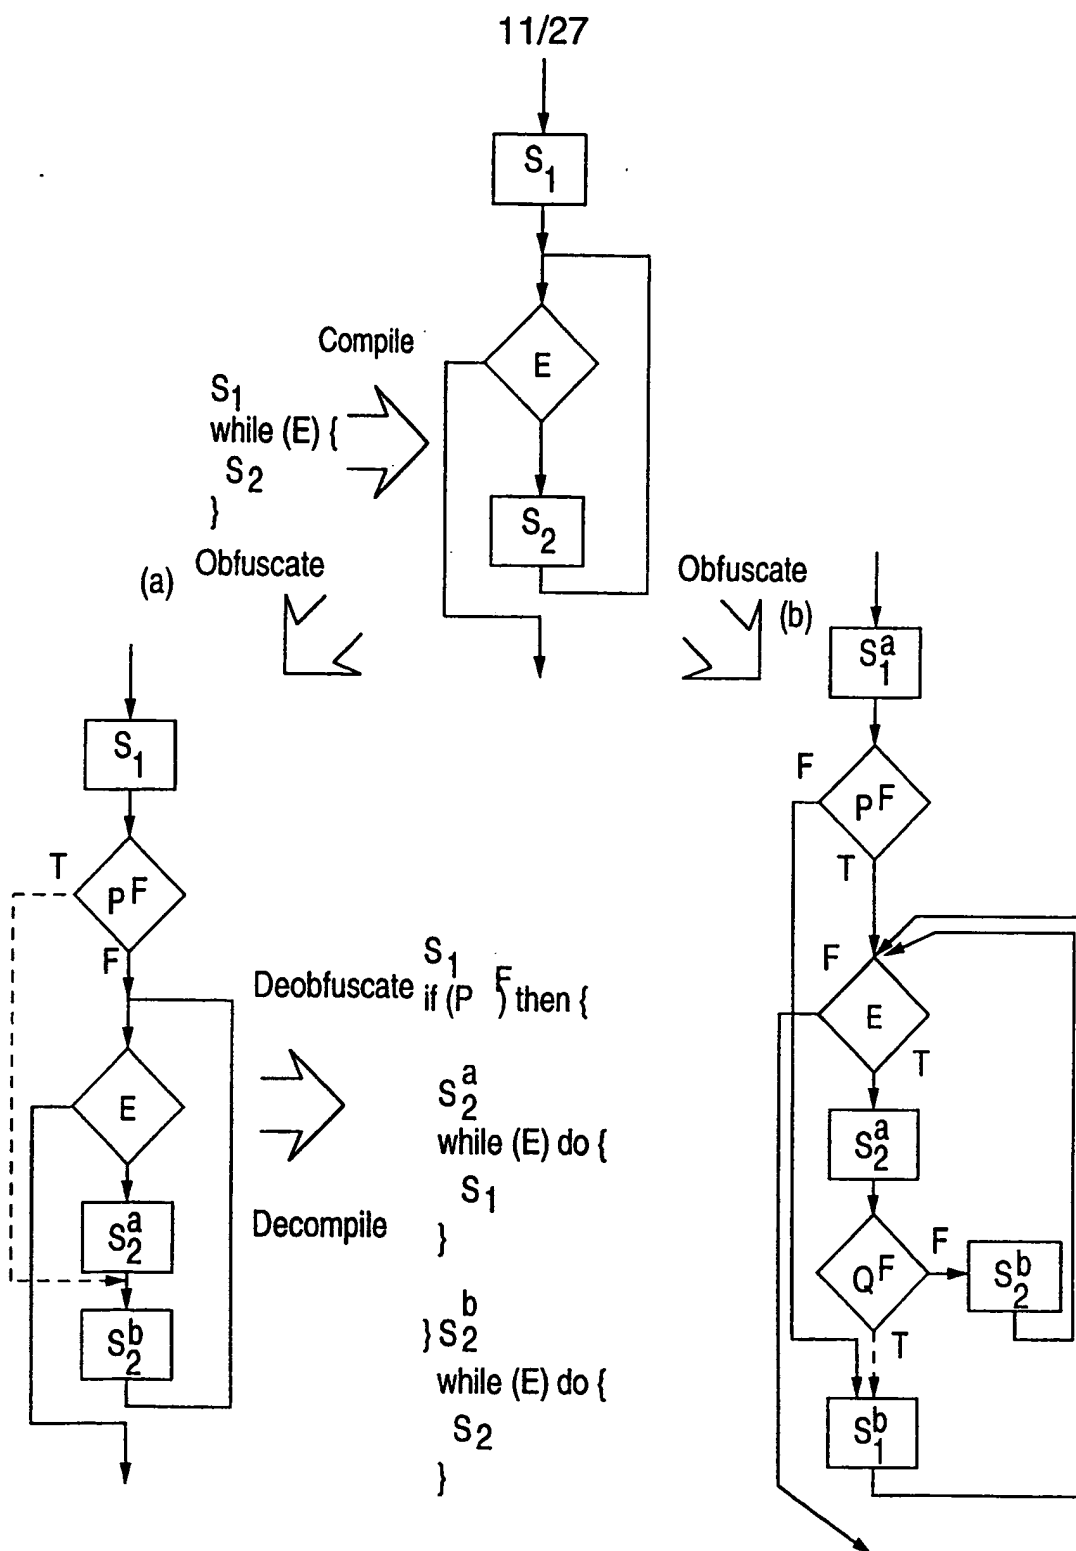 11/27
S1
E
S2
Compile
S1
while (E) {
S2
}
(a)
Obfuscate
Obfuscate
(b)
S1
T
PF
F
E
S2a
S2b
Deobfuscate
Decompile
S1
if (P F) then {
S2a
while (E) do {
S1
}
} S2b
while (E) do {
S2
}
S1a
F
PF
T
F
E
T
S2a
QF
F
S2b
T
S1b